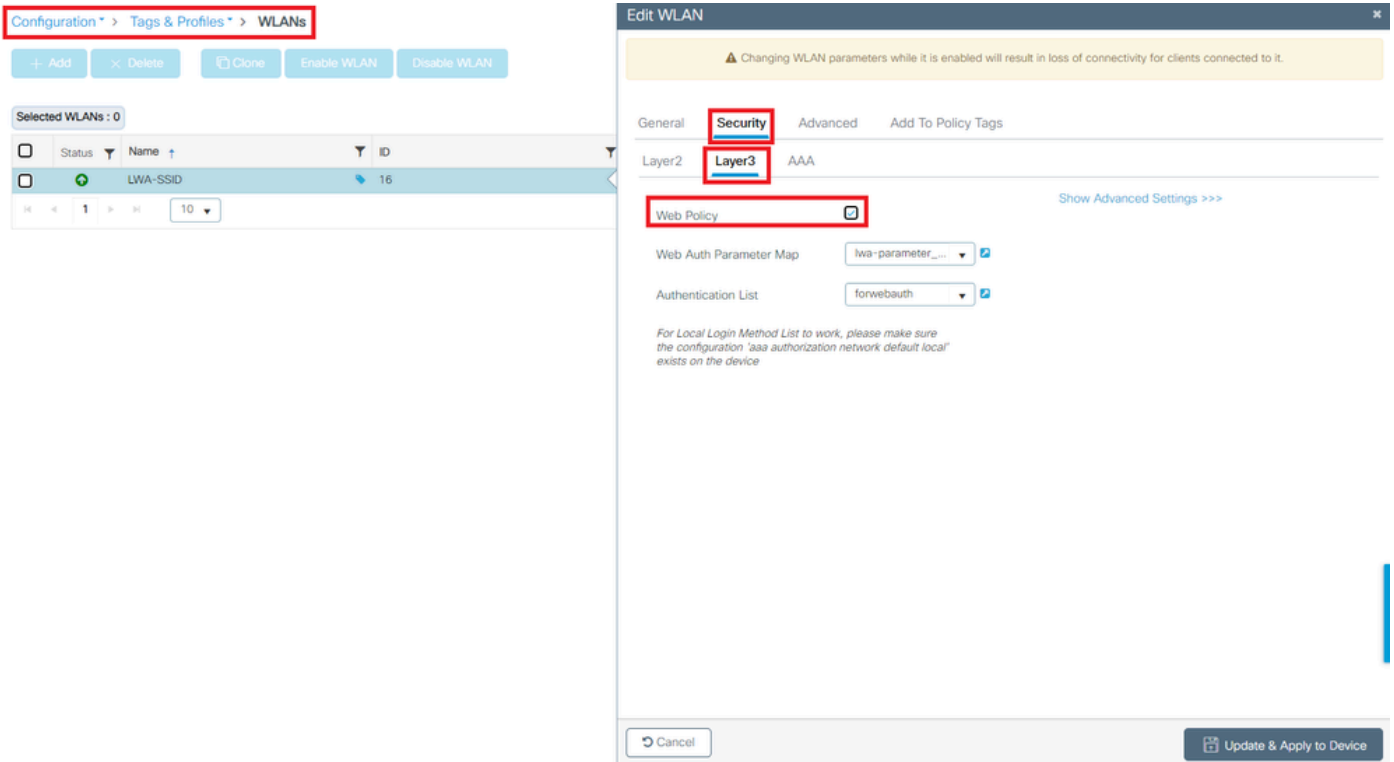 Configuration > Tags & Profiles > WLANs
+ Add × Delete Clone Enable WLAN Disable WLAN
Selected WLANs : 0
Status Name ID
LWA-SSID 16
1 10
Edit WLAN
Changing WLAN parameters while it is enabled will result in loss of connectivity for clients connected to it.
General Security Advanced Add To Policy Tags
Layer2 Layer3 AAA
Show Advanced Settings >>>
Web Policy
Web Auth Parameter Map lwa-parameter_...
Authentication List forwebauth
For Local Login Method List to work, please make sure
the configuration 'aaa authorization network default local'
exists on the device
Cancel Update & Apply to Device